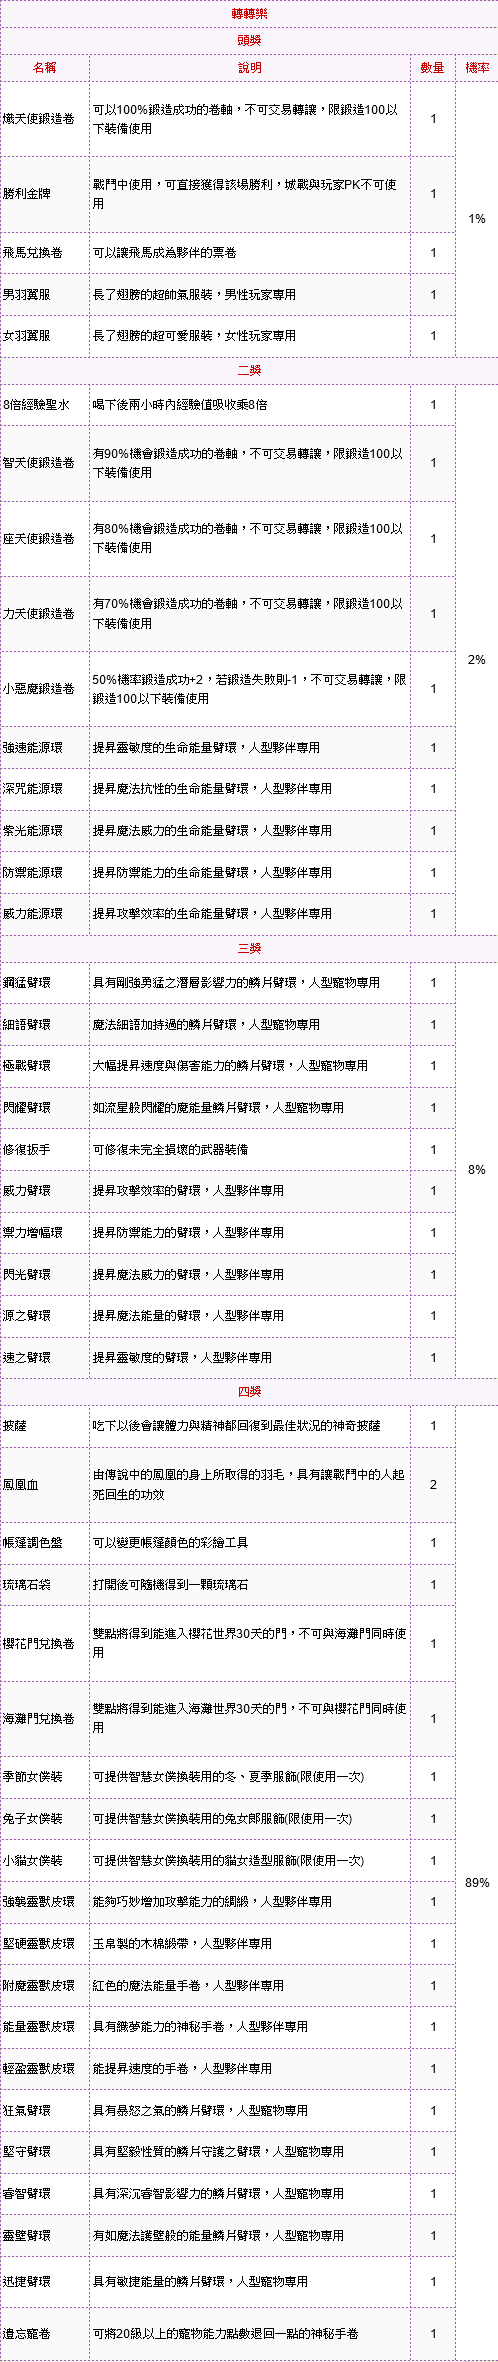 轉轉樂
頭獎
名稱 說明 數量 機率
熾天使鍛造卷 可以100%鍛造成功的卷軸，不可交易轉讓，限鍛造100以
下裝備使用 1
勝利金牌 戰鬥中使用，可直接獲得該場勝利，城戰與玩家PK不可使
用 1
1%
飛馬兌換卷 可以讓飛馬成為夥伴的票卷 1
男羽翼服 長了翅膀的超帥氣服裝，男性玩家專用 1
女羽翼服 長了翅膀的超可愛服裝，女性玩家專用 1
二獎
8倍經驗聖水 喝下後兩小時內經驗值吸收乘8倍 1
智天使鍛造卷 有90%機會鍛造成功的卷軸，不可交易轉讓，限鍛造100以
下裝備使用 1
座天使鍛造卷 有80%機會鍛造成功的卷軸，不可交易轉讓，限鍛造100以
下裝備使用 1
力天使鍛造卷 有70%機會鍛造成功的卷軸，不可交易轉讓，限鍛造100以
下裝備使用 1
2%
小惡魔鍛造卷 50%機率鍛造成功+2，若鍛造失敗則-1，不可交易轉讓，限
鍛造100以下裝備使用 1
強速能源環 提昇靈敏度的生命能量臂環，人型夥伴專用 1
深咒能源環 提昇魔法抗性的生命能量臂環，人型夥伴專用 1
紫光能源環 提昇魔法威力的生命能量臂環，人型夥伴專用 1
防禦能源環 提昇防禦能力的生命能量臂環，人型夥伴專用 1
威力能源環 提昇攻擊效率的生命能量臂環，人型夥伴專用 1
三獎
鋼猛臂環 具有剛強勇猛之潛層影響力的鱗片臂環，人型寵物專用 1
細語臂環 魔法細語加持過的鱗片臂環，人型寵物專用 1
極戰臂環 大幅提昇速度與傷害能力的鱗片臂環，人型寵物專用 1
閃耀臂環 如流星般閃耀的魔能量鱗片臂環，人型寵物專用 1
修復扳手 可修復未完全損壞的武器裝備 1
8%
威力臂環 提昇攻擊效率的臂環，人型夥伴專用 1
禦力增幅環 提昇防禦能力的臂環，人型夥伴專用 1
閃光臂環 提昇魔法威力的臂環，人型夥伴專用 1
源之臂環 提昇魔法能量的臂環，人型夥伴專用 1
速之臂環 提昇靈敏度的臂環，人型夥伴專用 1
四獎
披薩 吃下以後會讓體力與精神都回復到最佳狀況的神奇披薩 1
鳳凰血 由傳說中的鳳凰的身上所取得的羽毛，具有讓戰鬥中的人起
死回生的功效 2
帳篷調色盤 可以變更帳篷顏色的彩繪工具 1
琉璃石袋 打開後可隨機得到一顆琉璃石 1
櫻花門兌換卷 雙點將得到能進入櫻花世界30天的門，不可與海灘門同時使
用 1
海灘門兌換卷 雙點將得到能進入海灘世界30天的門，不可與櫻花門同時使
用 1
季節女僕裝 可提供智慧女僕換裝用的冬、夏季服飾(限使用一次) 1
兔子女僕裝 可提供智慧女僕換裝用的兔女郎服飾(限使用一次) 1
小貓女僕裝 可提供智慧女僕換裝用的貓女造型服飾(限使用一次) 1
89%
強襲靈獸皮環 能夠巧妙增加攻擊能力的綢緞，人型夥伴專用 1
堅硬靈獸皮環 玉帛製的木棉緞帶，人型夥伴專用 1
附魔靈獸皮環 紅色的魔法能量手卷，人型夥伴專用 1
能量靈獸皮環 具有織夢能力的神秘手卷，人型夥伴專用 1
輕盈靈獸皮環 能提昇速度的手卷，人型夥伴專用 1
狂氣臂環 具有暴怒之氣的鱗片臂環，人型寵物專用 1
堅守臂環 具有堅毅性質的鱗片守護之臂環，人型寵物專用 1
睿智臂環 具有深沉睿智影響力的鱗片臂環，人型寵物專用 1
靈壁臂環 有如魔法護壁般的能量鱗片臂環，人型寵物專用 1
迅捷臂環 具有敏捷能量的鱗片臂環，人型寵物專用 1
遺忘寵卷 可將20級以上的寵物能力點數退回一點的神秘手卷 1